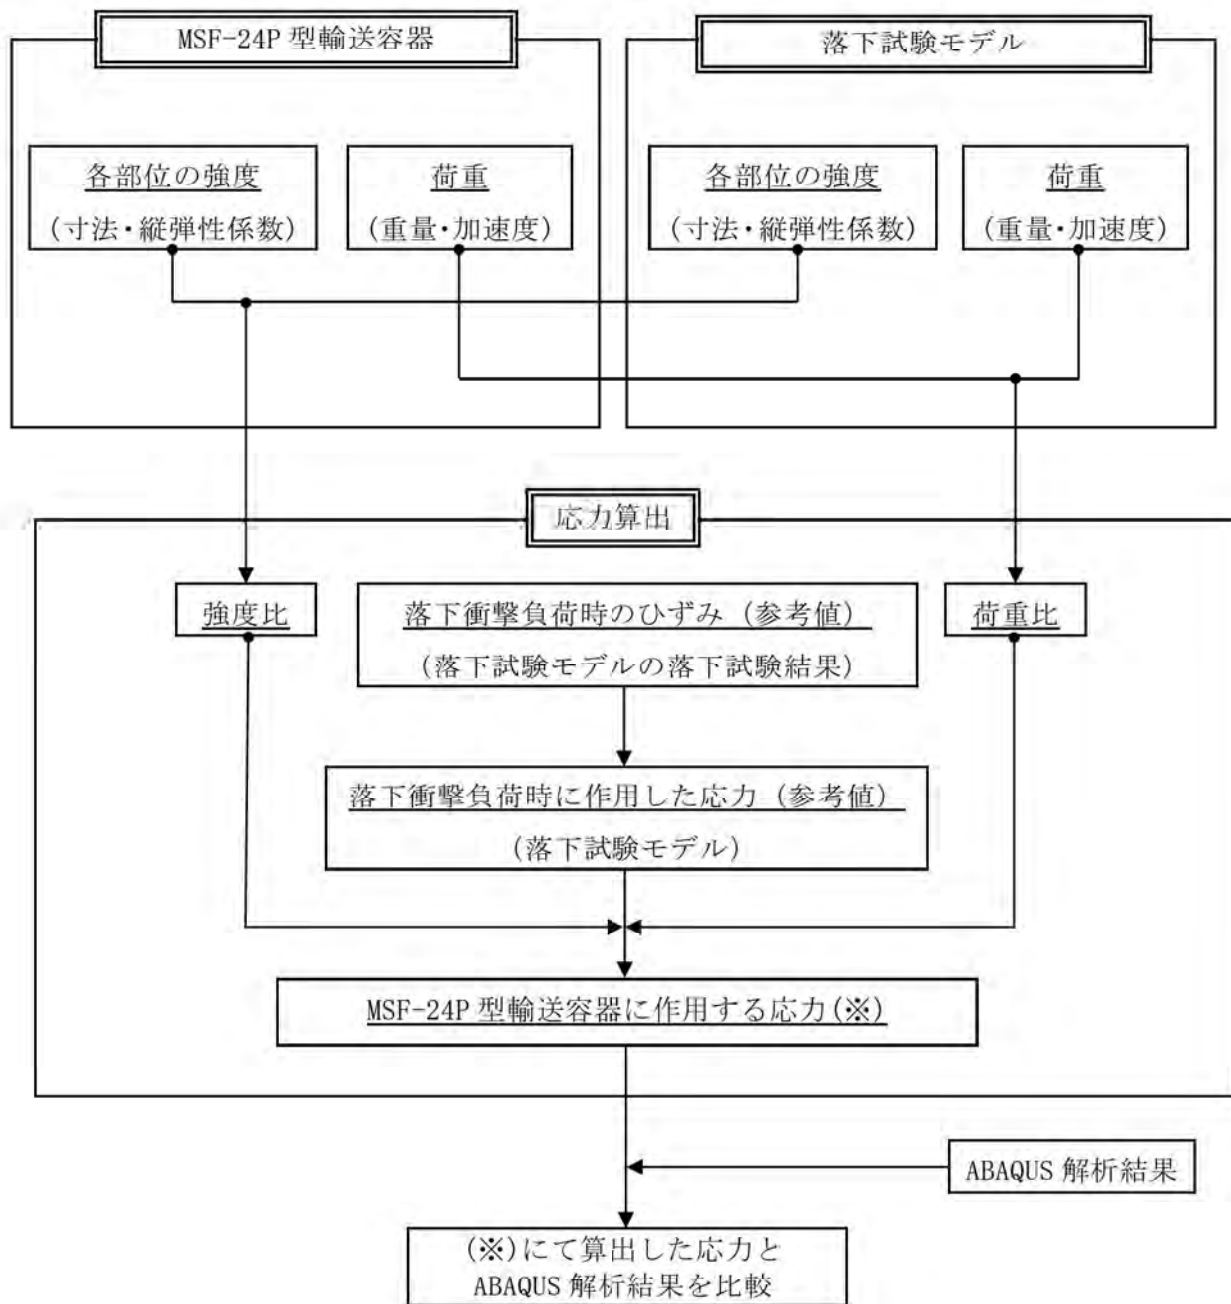 MSF-24P 型輸送容器
落下試験モデル
各部位の強度
(寸法・縦弾性係数)
荷重
(重量・加速度)
各部位の強度
(寸法・縦弾性係数)
荷重
(重量・加速度)
応力算出
強度比
落下衝撃負荷時のひずみ (参考値)
(落下試験モデルの落下試験結果)
荷重比
落下衝撃負荷時に作用した応力 (参考値)
(落下試験モデル)
MSF-24P 型輸送容器に作用する応力(※)
ABAQUS 解析結果
(※)にて算出した応力と
ABAQUS 解析結果を比較